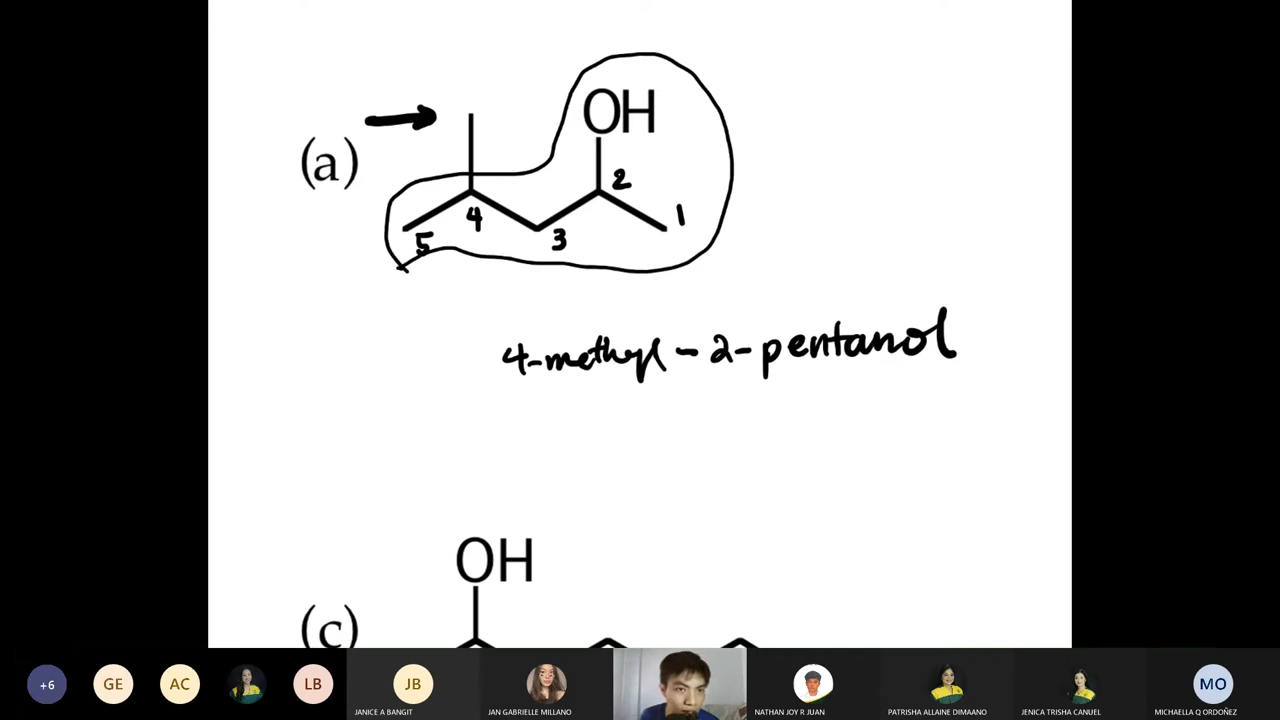 OH
(a)
2
4
1
5
3
4-methyl-2-pentanol
OH
(c)
+6
GE
AC
LB
JB
MO
JANICE A BANGIT
JAN GABRIELLE MILLANO
NATHAN JOY R JUAN
PATRISHA ALLAINE DIMAANO
JENICA TRISHA CANUEL
MICHAELLA Q ORDOÑEZ